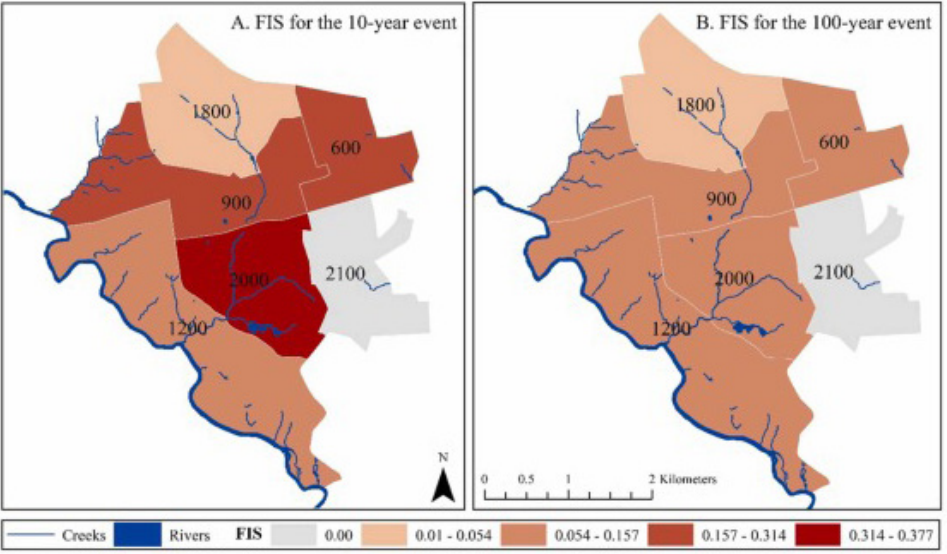 A. FIS for the 10-year event
1800
600
900
2000
2100
1200
N
B. FIS for the 100-year event
1800
600
900
2000
2100
1200
0 0.5 1 2 Kilometers
Creeks Rivers FIS 0.00 0.01 - 0.054 0.054 - 0.157 0.157 - 0.314 0.314 - 0.377